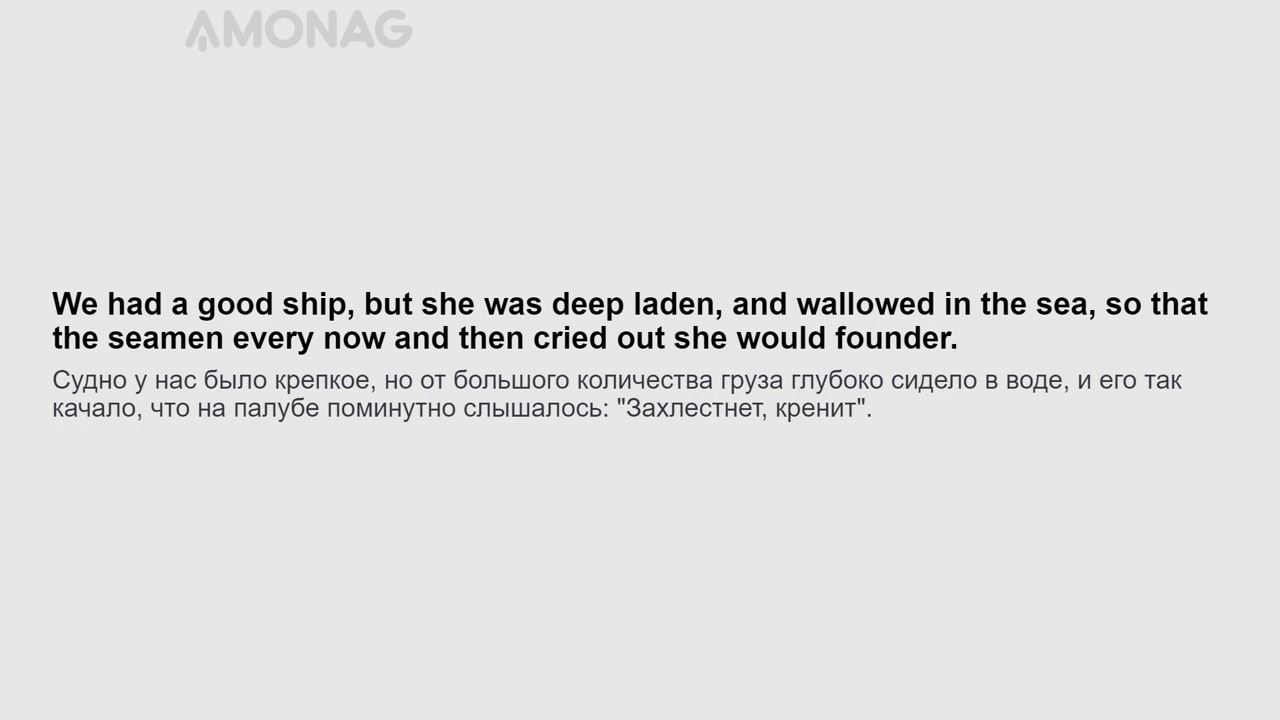 AMONAG
We had a good ship, but she was deep laden, and wallowed in the sea, so that
the seamen every now and then cried out she would founder.
Судно у нас было крепкое, но от большого количества груза глубоко сидело в воде, и его так
качало, что на палубе поминутно слышалось: "Захлестнет, кренит".